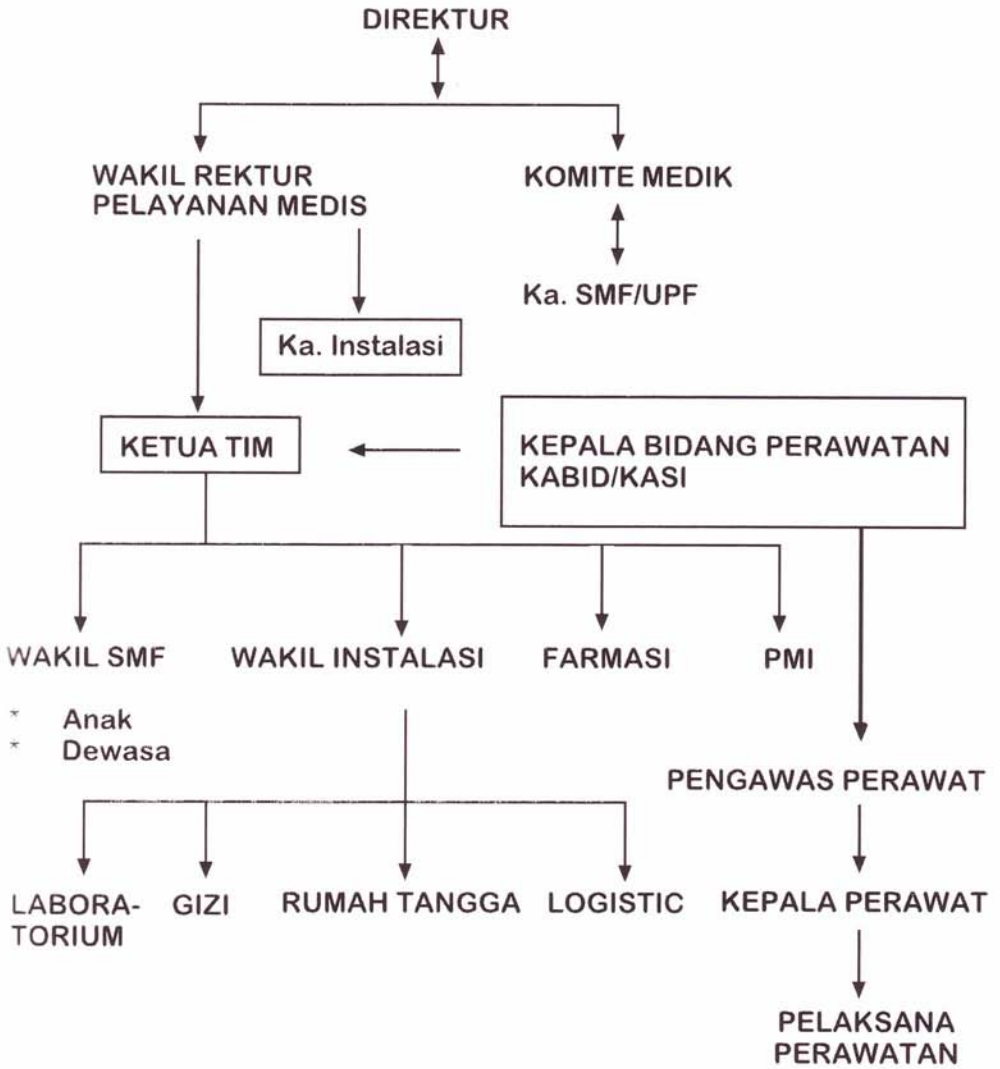 DIREKTUR
WAKIL REKTUR
PELAYANAN MEDIS
KOMITE MEDIK
Ka. SMF/UPF
Ka. Instalasi
KETUA TIM
KEPALA BIDANG PERAWATAN
KABID/KASI
WAKIL SMF
WAKIL INSTALASI
FARMASI
PMI
* Anak
* Dewasa
PENGAWAS PERAWAT
LABORA-
TORIUM
GIZI
RUMAH TANGGA
LOGISTIC
KEPALA PERAWAT
PELAKSANA
PERAWATAN